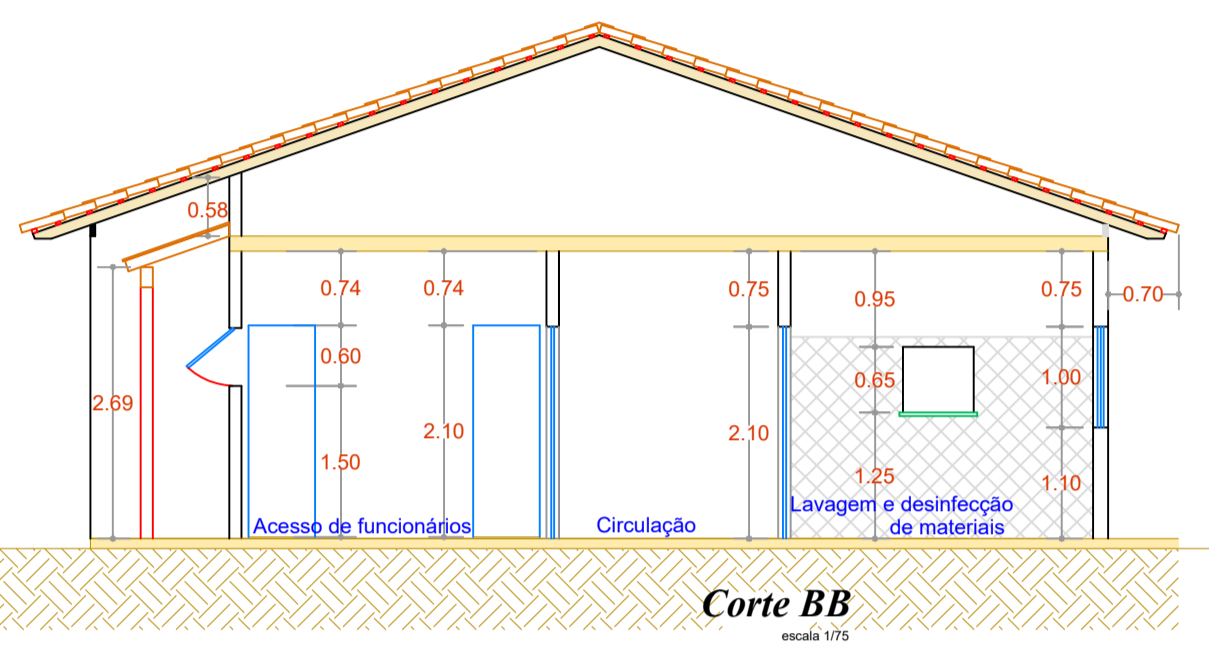 0.58
0.74
0.74
0.75
0.95
0.75
0.70
0.60
0.65
1.00
2.69
2.10
2.10
1.50
1.25
1.10
Acesso de funcionários
Circulação
Lavagem e desinfecção
de materiais
Corte BB
escala 1/75